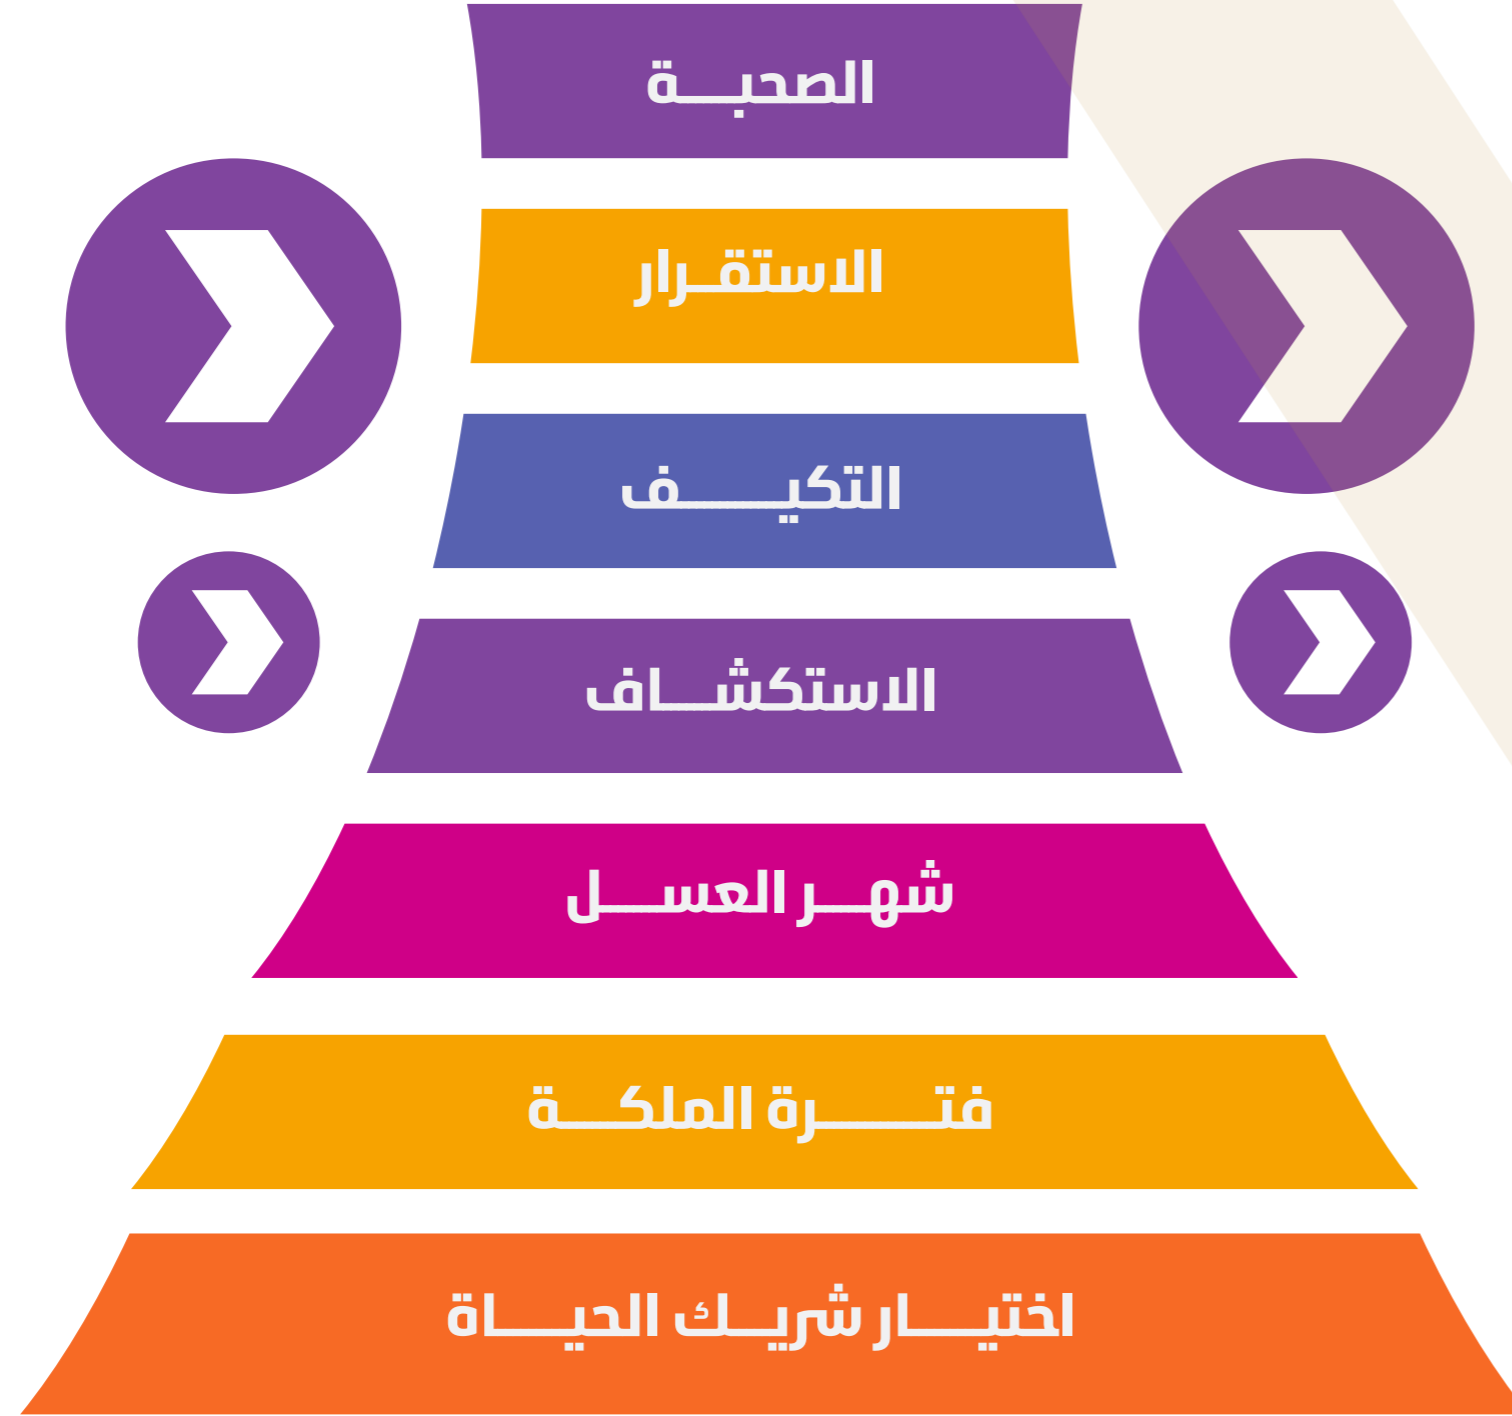 الصحبة
الاستقرار
التكيف
الاستكشاف
شهر العسل
فترة الملكة
اختيار شريك الحياة